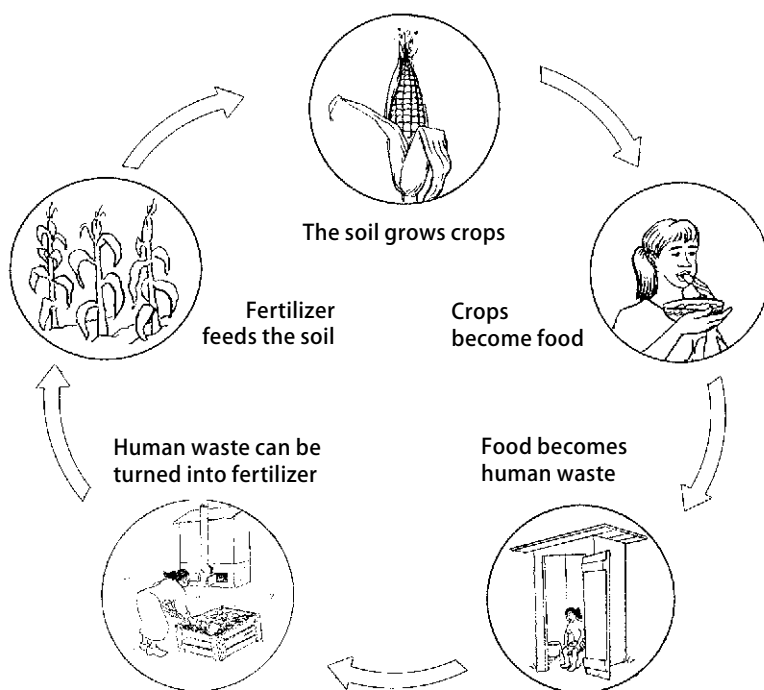 The soil grows crops
Crops
become food
Food becomes
human waste
Human waste can be
turned into fertilizer
Fertilizer
feeds the soil